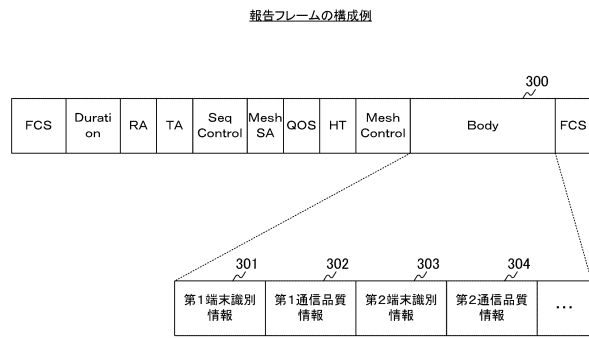 報告フレームの構成例
300
FCS
Durati
on
RA
TA
Seq
Control
Mesh
SA
QOS
HT
Mesh
Control
Body
FCS
301
302
303
304
第1端末識別
情報
第1通信品質
情報
第2端末識別
情報
第2通信品質
情報
…